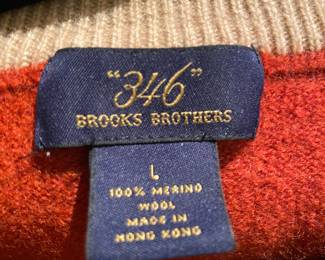 "346"
BROOKS BROTHERS
L
100% MERINO
WOOL
MADE IN
HONG KONG